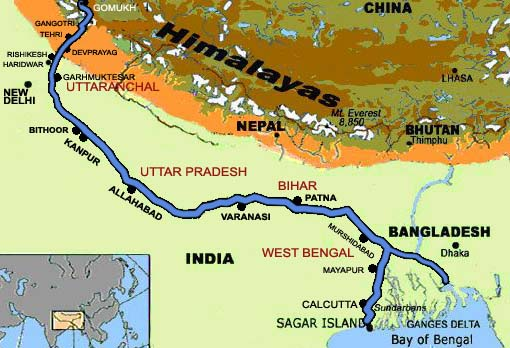 GOMUKH
CHINA
GANGOTRI
TEHRI
DEVPRAYAG
RISHIKESH
HARIDWAR
GARHMUKTESAR
UTTARANCHAL
NEW
DELHI
Himalayas
LHASA
Mt. Everest
8,850
BITHOOR
KANPUR
NEPAL
BHUTAN
Thimphu
UTTAR PRADESH
ALLAHABAD
BIHAR
PATNA
VARANASI
MURSHIDABAD
BANGLADESH
Dhaka
INDIA
WEST BENGAL
MAYAPUR
CALCUTTA
Sundarbans
SAGAR ISLAND
GANGES DELTA
Bay of Bengal